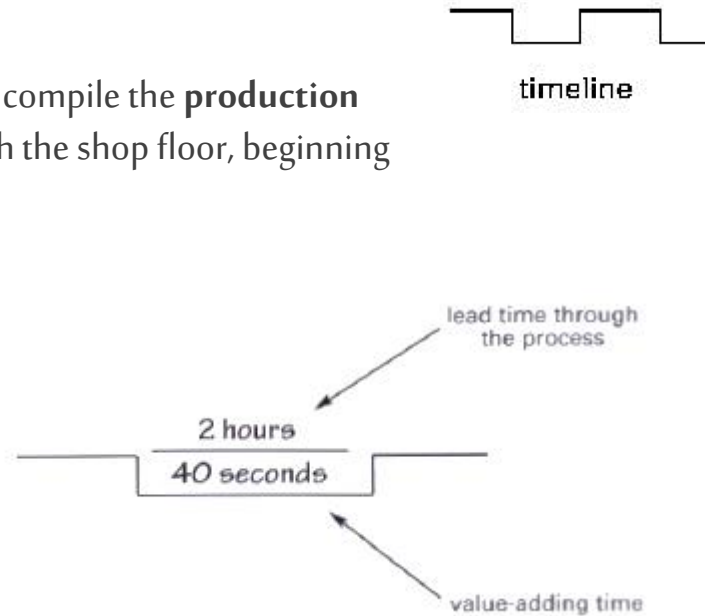 timeline
compile the production
h the shop floor, beginning
lead time through
the process
2 hours
40 seconds
value-adding time